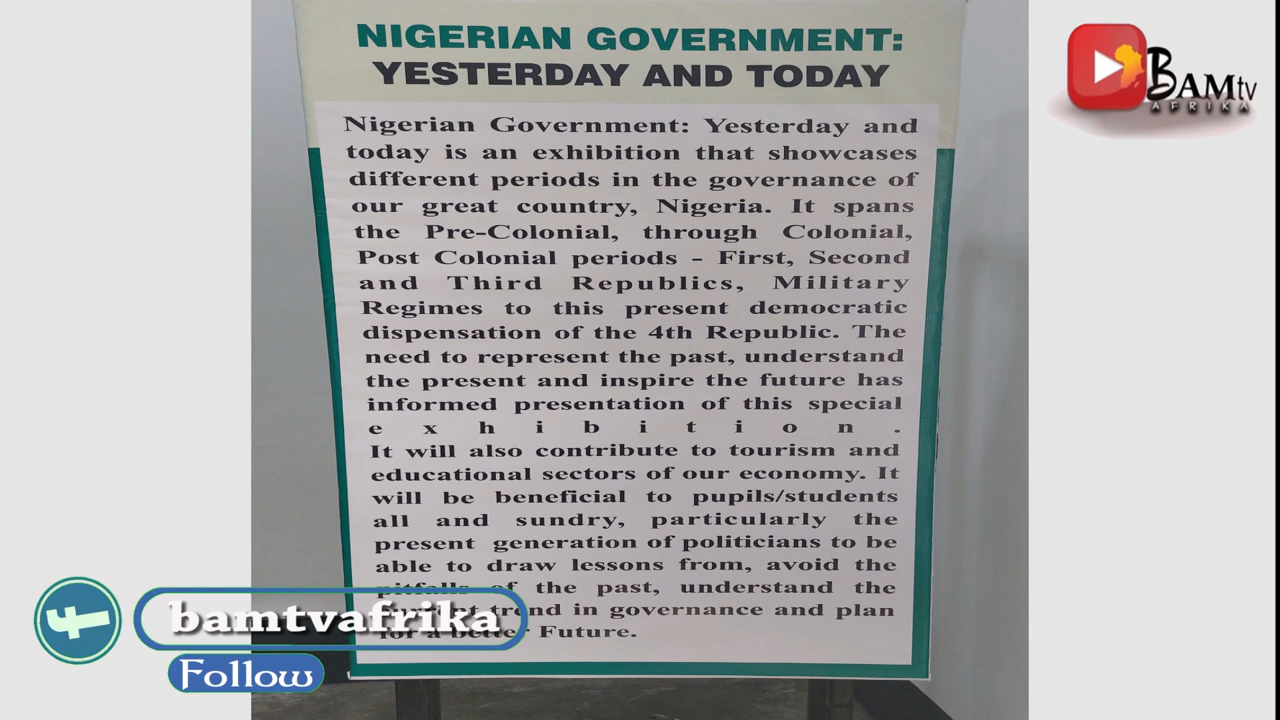 NIGERIAN GOVERNMENT:
YESTERDAY AND TODAY
Nigerian Government: Yesterday and
today is an exhibition that showcases
different periods in the governance of
our great country, Nigeria. It spans
the Pre-Colonial, through Colonial,
Post Colonial periods - First, Second
and Third Republics, Military
Regimes to this present democratic
dispensation of the 4th Republic. The
need to represent the past, understand
the present and inspire the future has
informed presentation of this special
exhibition.
It will also contribute to tourism and
educational sectors of our economy. It
will be beneficial to pupils/students
all and sundry, particularly the
present generation of politicians to be
able to draw lessons from, avoid the
pitfalls of the past, understand the
trend in governance and plan
for a better Future.
BAMtv
AFRIKA
bamtvafrika
Follow